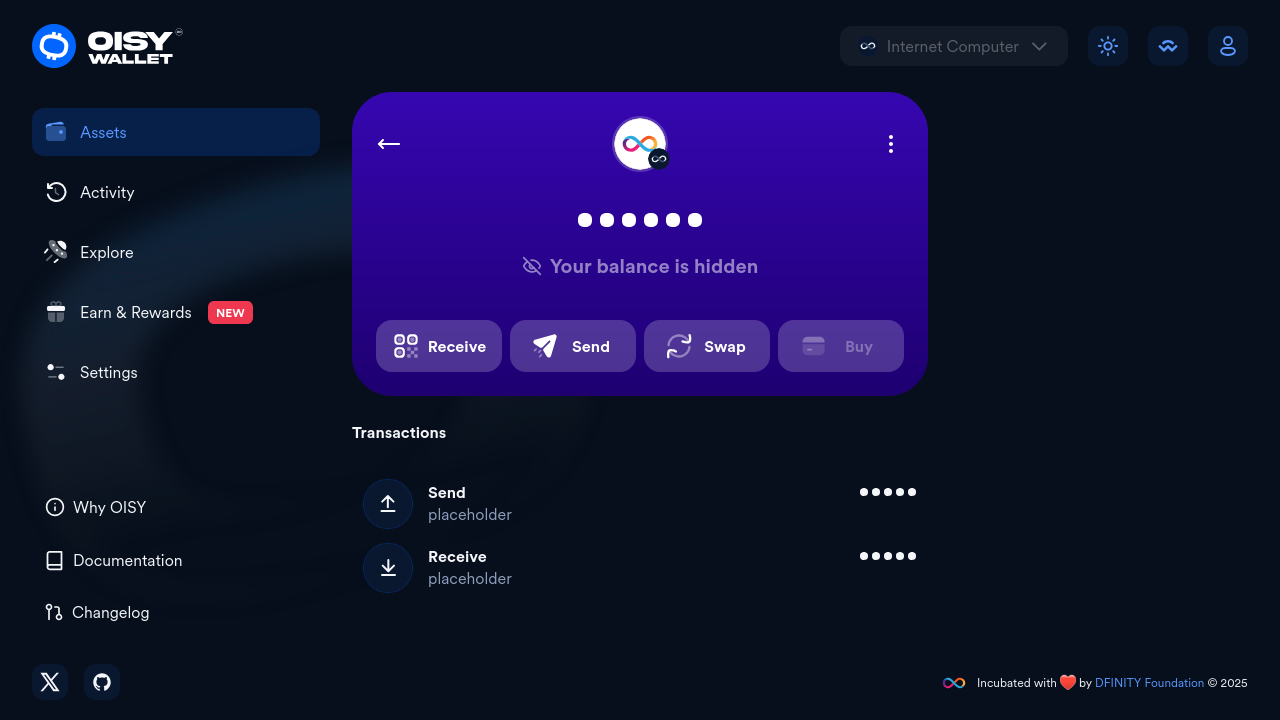 OISY
WALLET
Internet Computer
Assets
Activity
Explore
Earn & Rewards NEW
Settings
Your balance is hidden
Receive
Send
Swap
Buy
Transactions
Send
placeholder
Receive
placeholder
Why OISY
Documentation
Changelog
Incubated with ❤️ by DFINITY Foundation © 2025